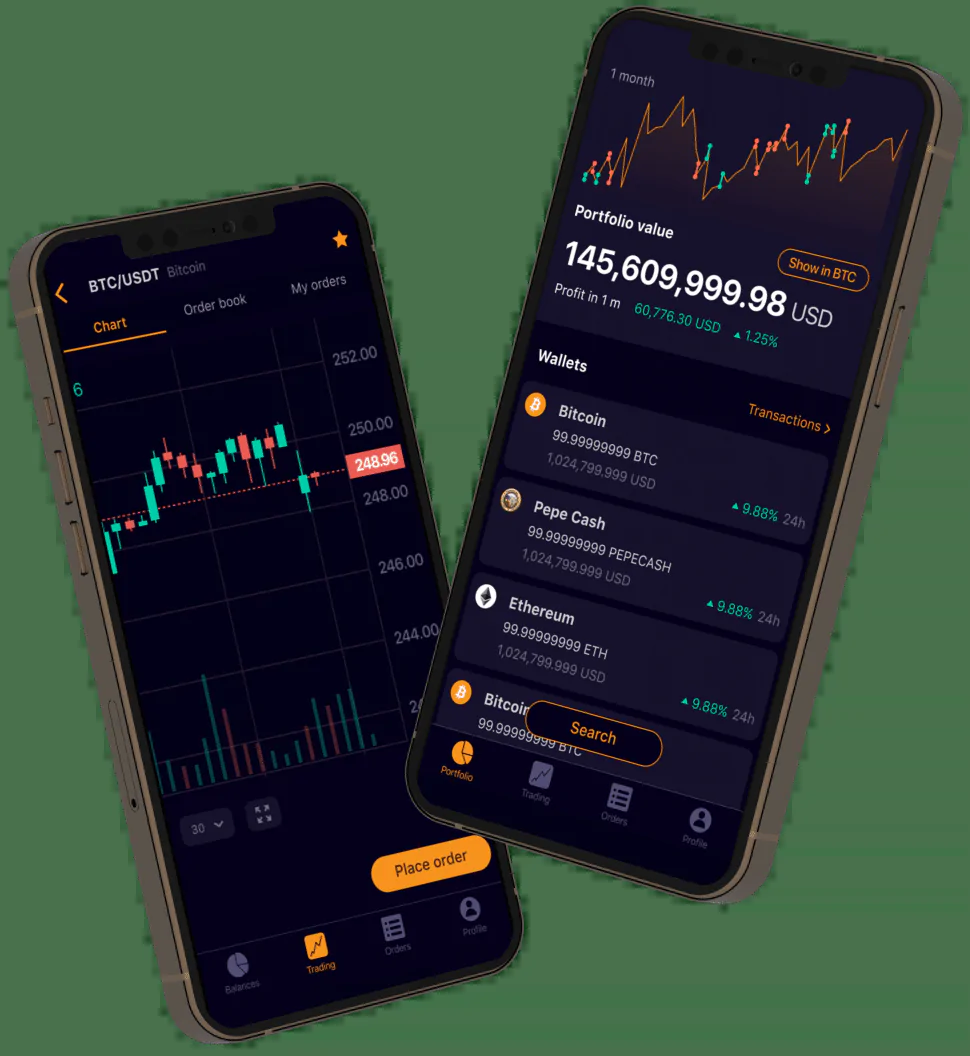 BTC/USDT Bitcoin
Chart
Order book
My orders
6
252.00
250.00
248.96
248.00
246.00
244.00
30
Place order
Balances
Trading
Orders
Profile
1 month
Portfolio value
Show in BTC
145,609,999.98 USD
Profit in 1 m 60,776.30 USD 1.25%
Wallets
Transactions >
Bitcoin
99.99999999 BTC
1,024,799.999 USD
9.88% 24h
Pepe Cash
99.99999999 PEPECASH
1,024,799.999 USD
9.88% 24h
Ethereum
99.99999999 ETH
1,024,799.999 USD
9.88% 24h
Bitcoin
99.99999999 BTC
Search
Portfolio
Trading
Orders
Profile